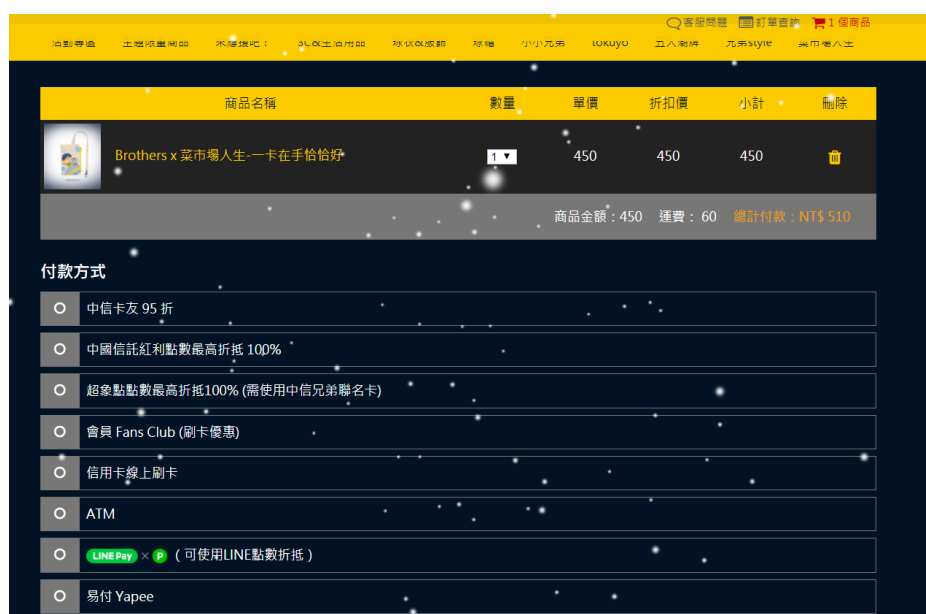 客服問題 訂單查詢 1 個商品
活動專區 主題限量商品 來應援吧! 3C&生活用品 球衣&服飾 球帽 小小兄弟 tokuyo 五人潮牌 兄弟style 菜市場人生
商品名稱 數量 單價 折扣價 小計 刪除
Brothers x 菜市場人生-一卡在手恰恰好 1 450 450 450
商品金額：450 運費： 60 總計付款：NT$ 510
付款方式
中信卡友 95 折
中國信託紅利點數最高折抵 100%
超象點點數最高折抵100% (需使用中信兄弟聯名卡)
會員 Fans Club (刷卡優惠)
信用卡線上刷卡
ATM
LINE Pay × P ( 可使用LINE點數折抵 )
易付 Yapee